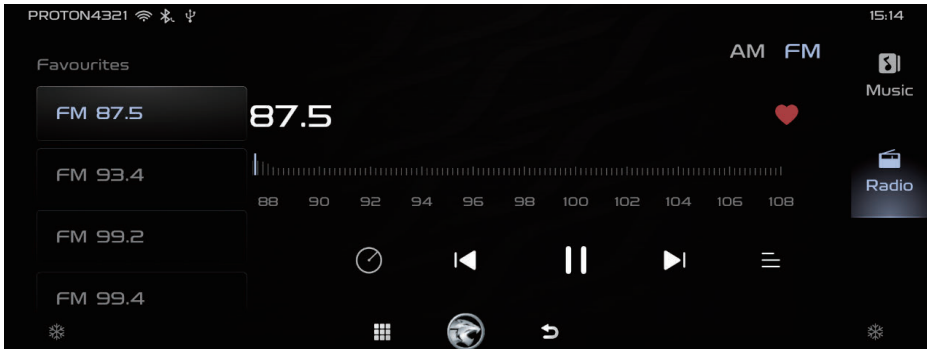 PROTON4321
15:14
Favourites
AM FM
Music
FM 87.5
87.5
FM 93.4
Radio
88 90 92 94 96 98 100 102 104 106 108
FM 99.2
FM 99.4